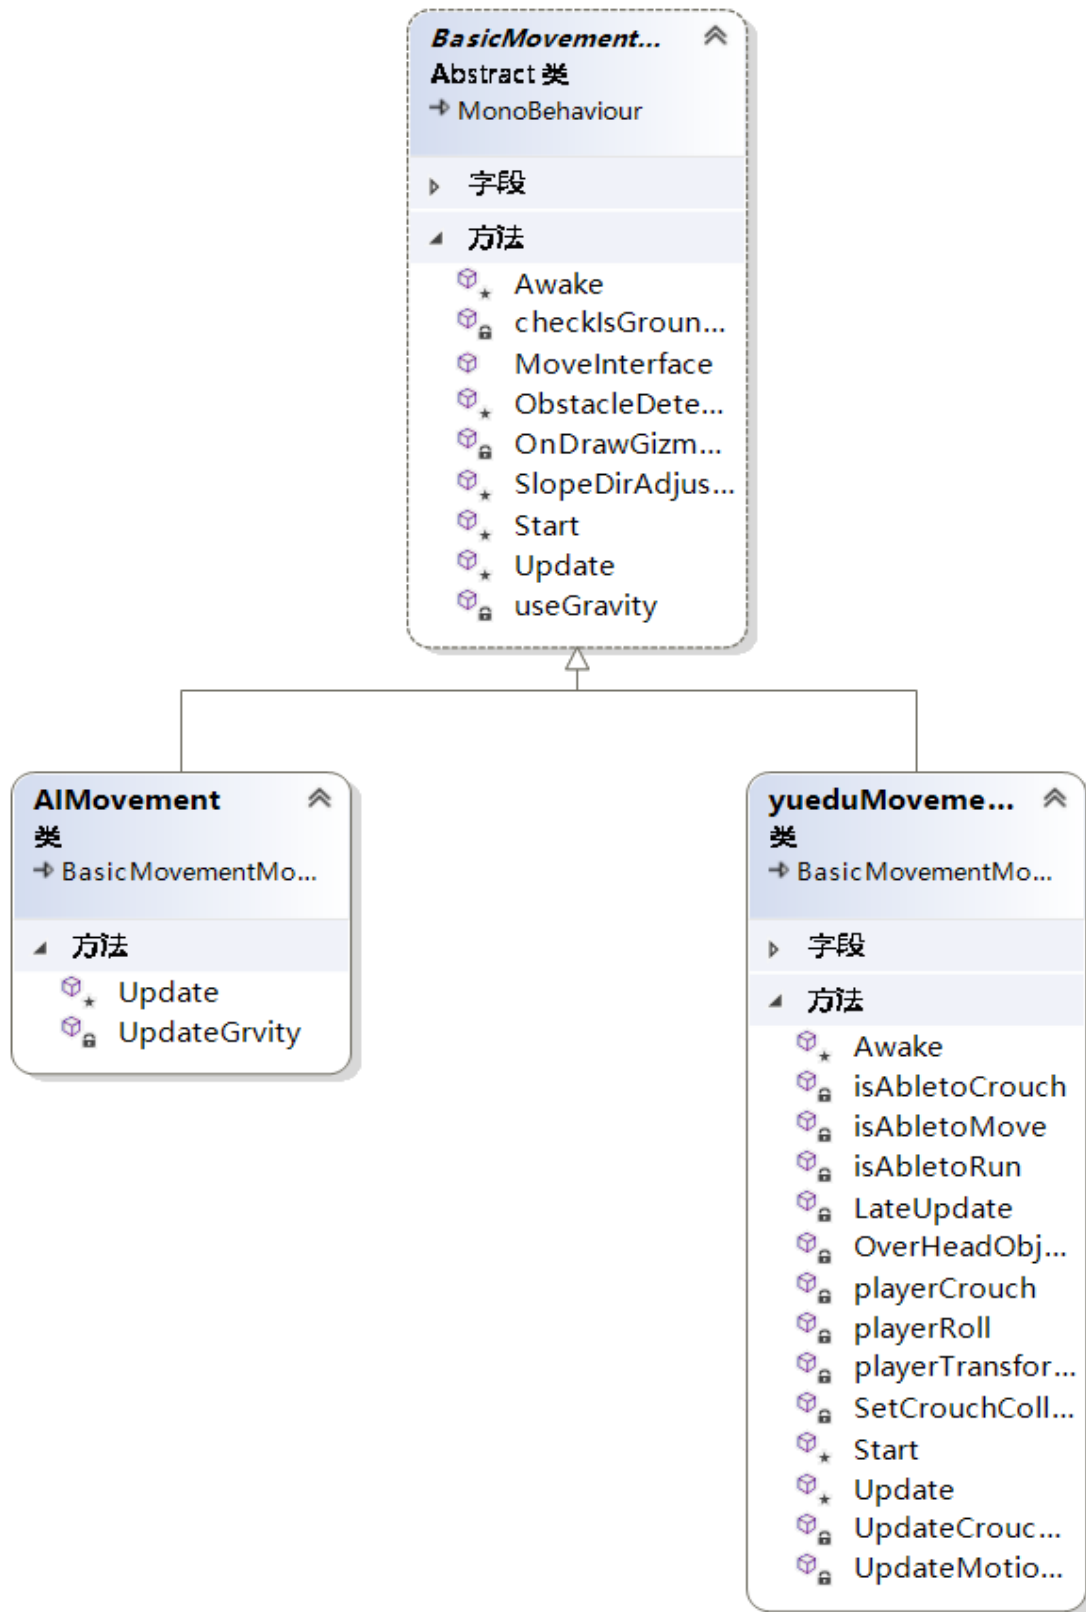 BasicMovement...
Abstract 类
MonoBehaviour
字段
方法
Awake
checkIsGroun...
MoveInterface
ObstacleDete...
OnDrawGizm...
SlopeDirAdjus...
Start
Update
useGravity
AIMovement
类
BasicMovementMo...
方法
Update
UpdateGrvity
yueduMoveme...
类
BasicMovementMo...
字段
方法
Awake
isAbletoCrouch
isAbletoMove
isAbletoRun
LateUpdate
OverHeadObj...
playerCrouch
playerRoll
playerTransfor...
SetCrouchColl...
Start
Update
UpdateCrouc...
UpdateMotio...